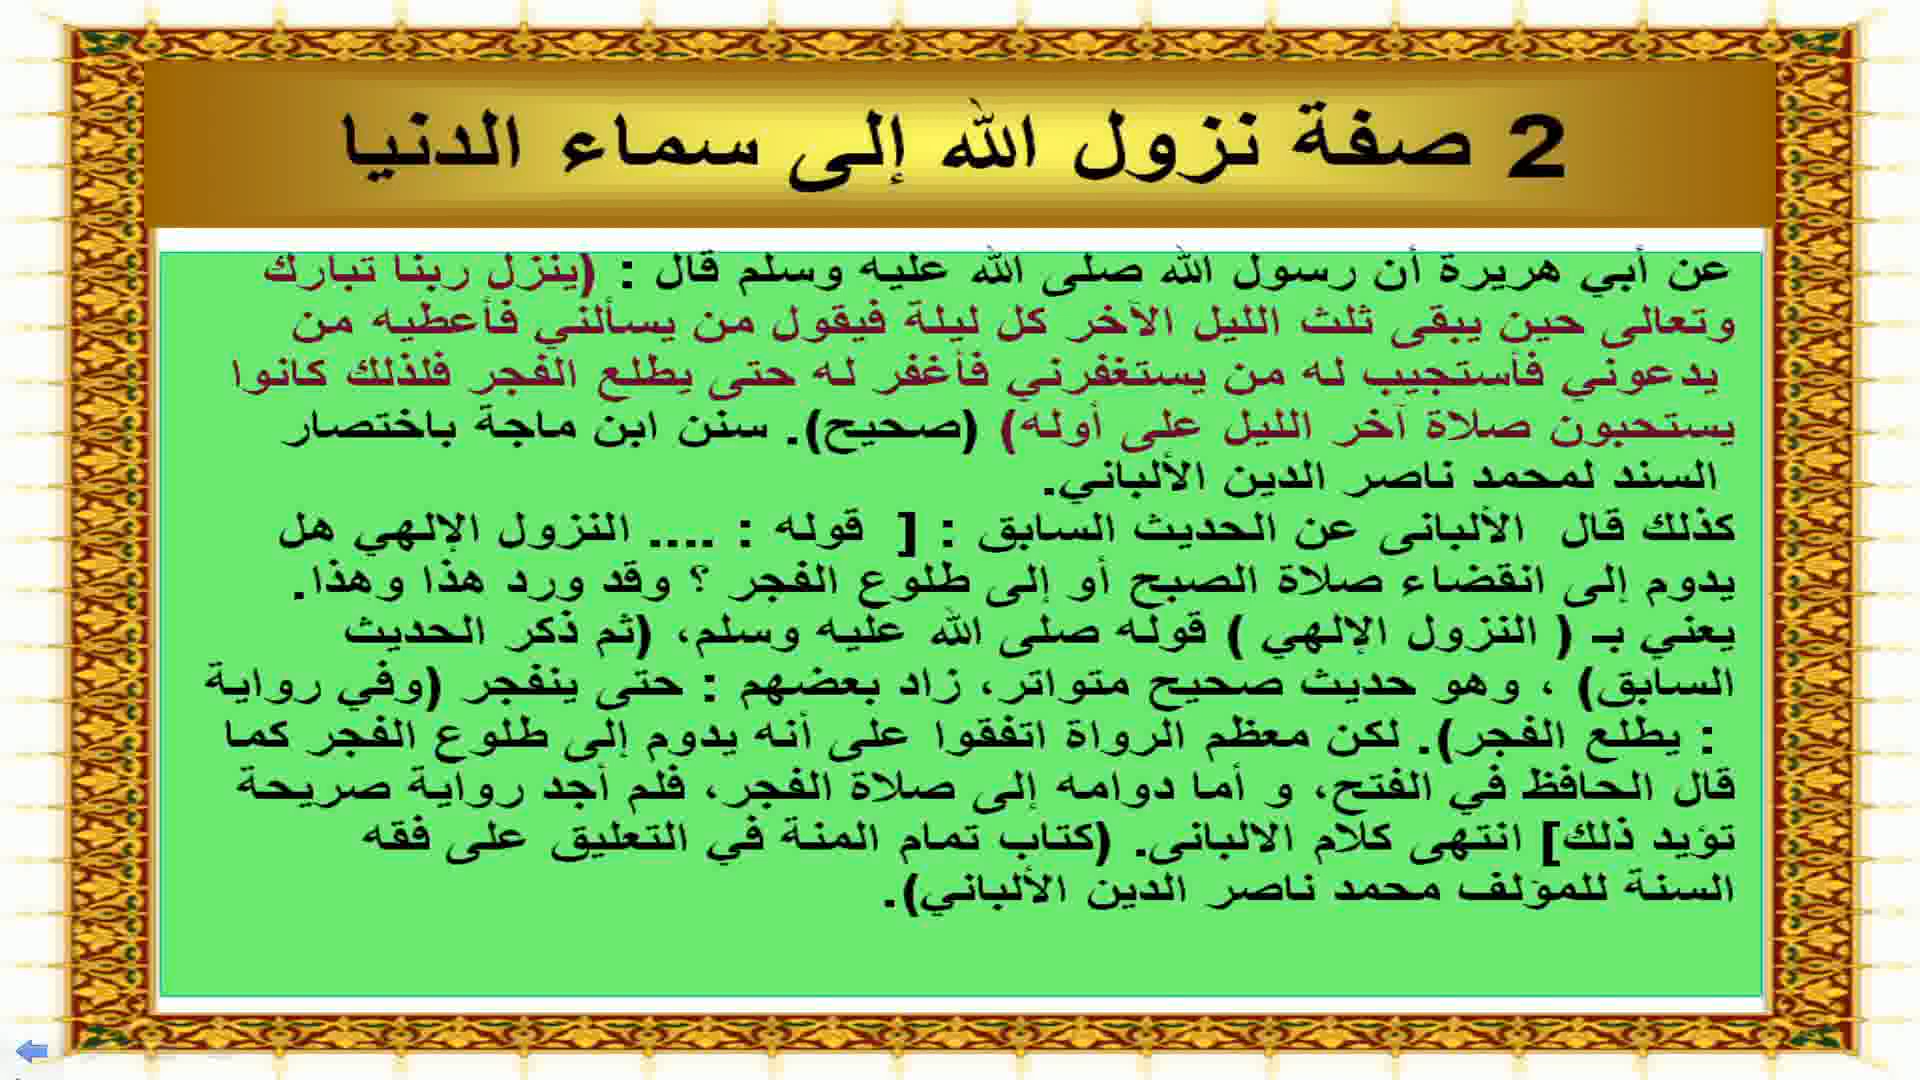 2 صفة نزول الله إلى سماء الدنيا
عن أبي هريرة أن رسول الله صلى الله عليه وسلم قال : (ينزل ربنا تبارك
وتعالى حين يبقى ثلث الليل الآخر كل ليلة فيقول من يسألني فأعطيه من
يدعوني فأستجيب له من يستغفرني فأغفر له حتى يطلع الفجر فلذلك كانوا
يستحبون صلاة آخر الليل على أوله) (صحيح). سنن ابن ماجة باختصار
السند لمحمد ناصر الدين الألباني.
كذلك قال الألبانى عن الحديث السابق : [ قوله : .... النزول الإلهي هل
يدوم إلى انقضاء صلاة الصبح أو إلى طلوع الفجر ؟ وقد ورد هذا وهذا.
يعني بـ ( النزول الإلهي ) قوله صلى الله عليه وسلم، (ثم ذكر الحديث
السابق) ، وهو حديث صحيح متواتر، زاد بعضهم : حتى ينفجر (وفي رواية
: يطلع الفجر). لكن معظم الرواة اتفقوا على أنه يدوم إلى طلوع الفجر كما
قال الحافظ في الفتح، و أما دوامه إلى صلاة الفجر، فلم أجد رواية صريحة
تؤيد ذلك] انتهى كلام الالبانى. (كتاب تمام المنة في التعليق على فقه
السنة للمؤلف محمد ناصر الدين الألباني).